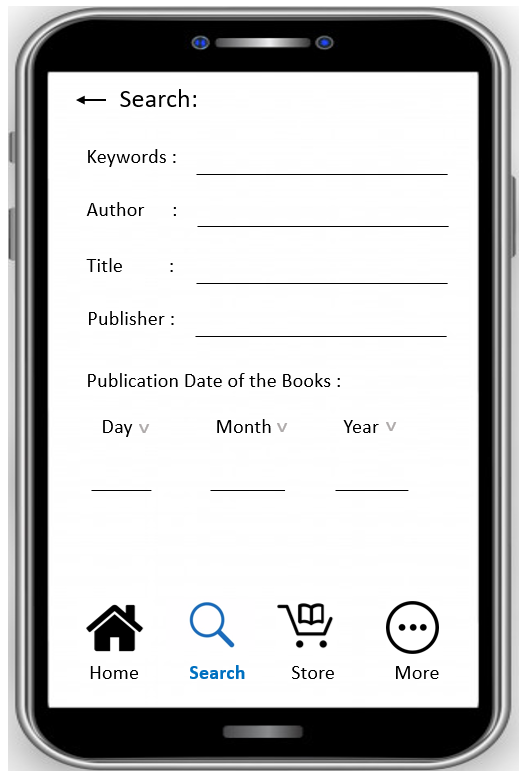 Search:
Keywords :
Author :
Title :
Publisher :
Publication Date of the Books :
Day Month Year
Home Search Store More